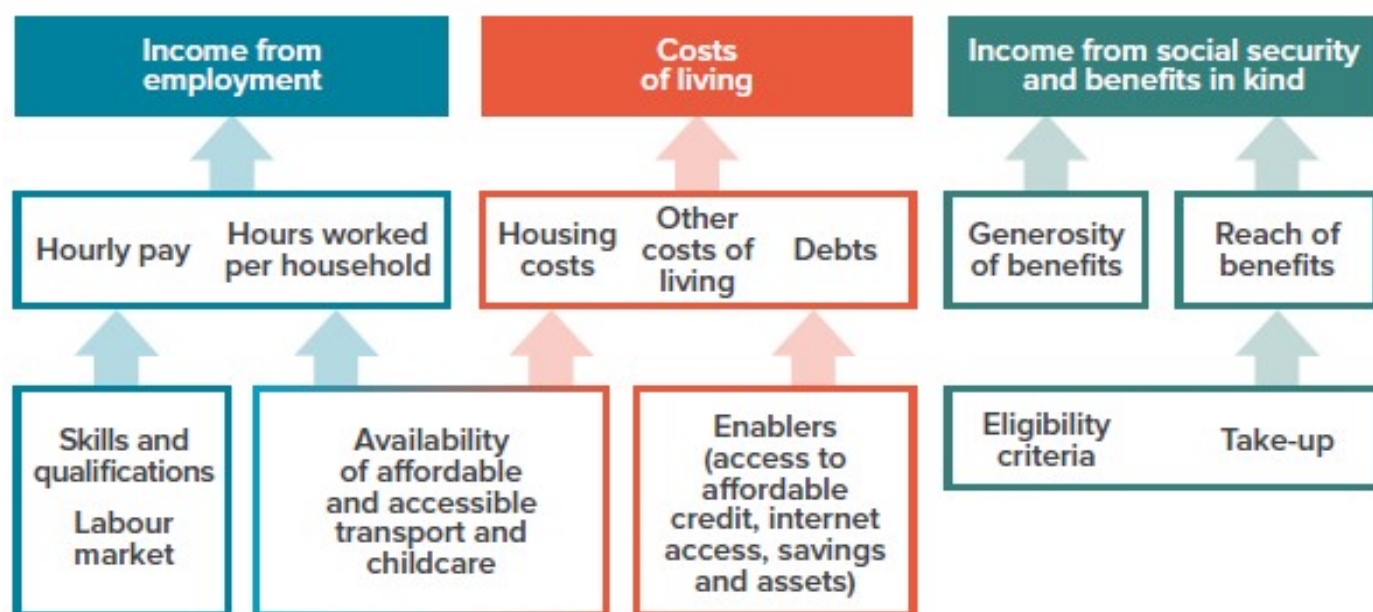 Income from
employment
Costs
of living
Income from social security
and benefits in kind
Hourly pay
Hours worked
per household
Housing
costs
Other
costs of
living
Debts
Generosity
of benefits
Reach of
benefits
Skills and
qualifications
Labour
market
Availability
of affordable
and accessible
transport and
childcare
Enablers
(access to
affordable
credit, internet
access, savings
and assets)
Eligibility
criteria
Take-up